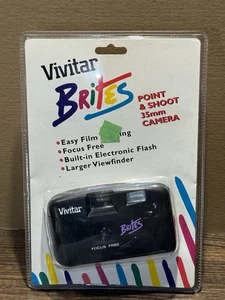 Vivitar
BRITES
POINT
& SHOOT
35mm
CAMERA
• Easy Film
• Focus Free
• Built-in Electronic Flash
• Larger Viewfinder
Vivitar
BRITES
FOCUS FREE